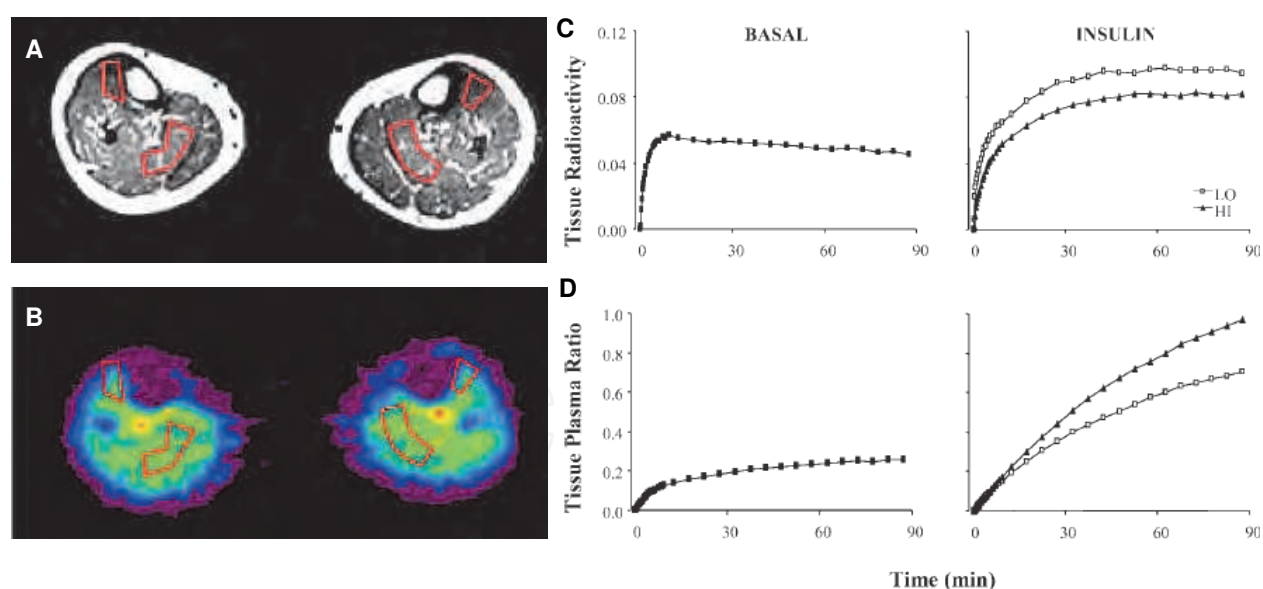 A
B
C
BASAL
INSULIN
Tissue Radioactivity
0.12
0.08
0.04
0.00
0 30 60 90
0 30 60 90
LO
HI
D
Tissue Plasma Ratio
1.0
0.8
0.6
0.4
0.2
0.0
0 30 60 90
0 30 60 90
Time (min)